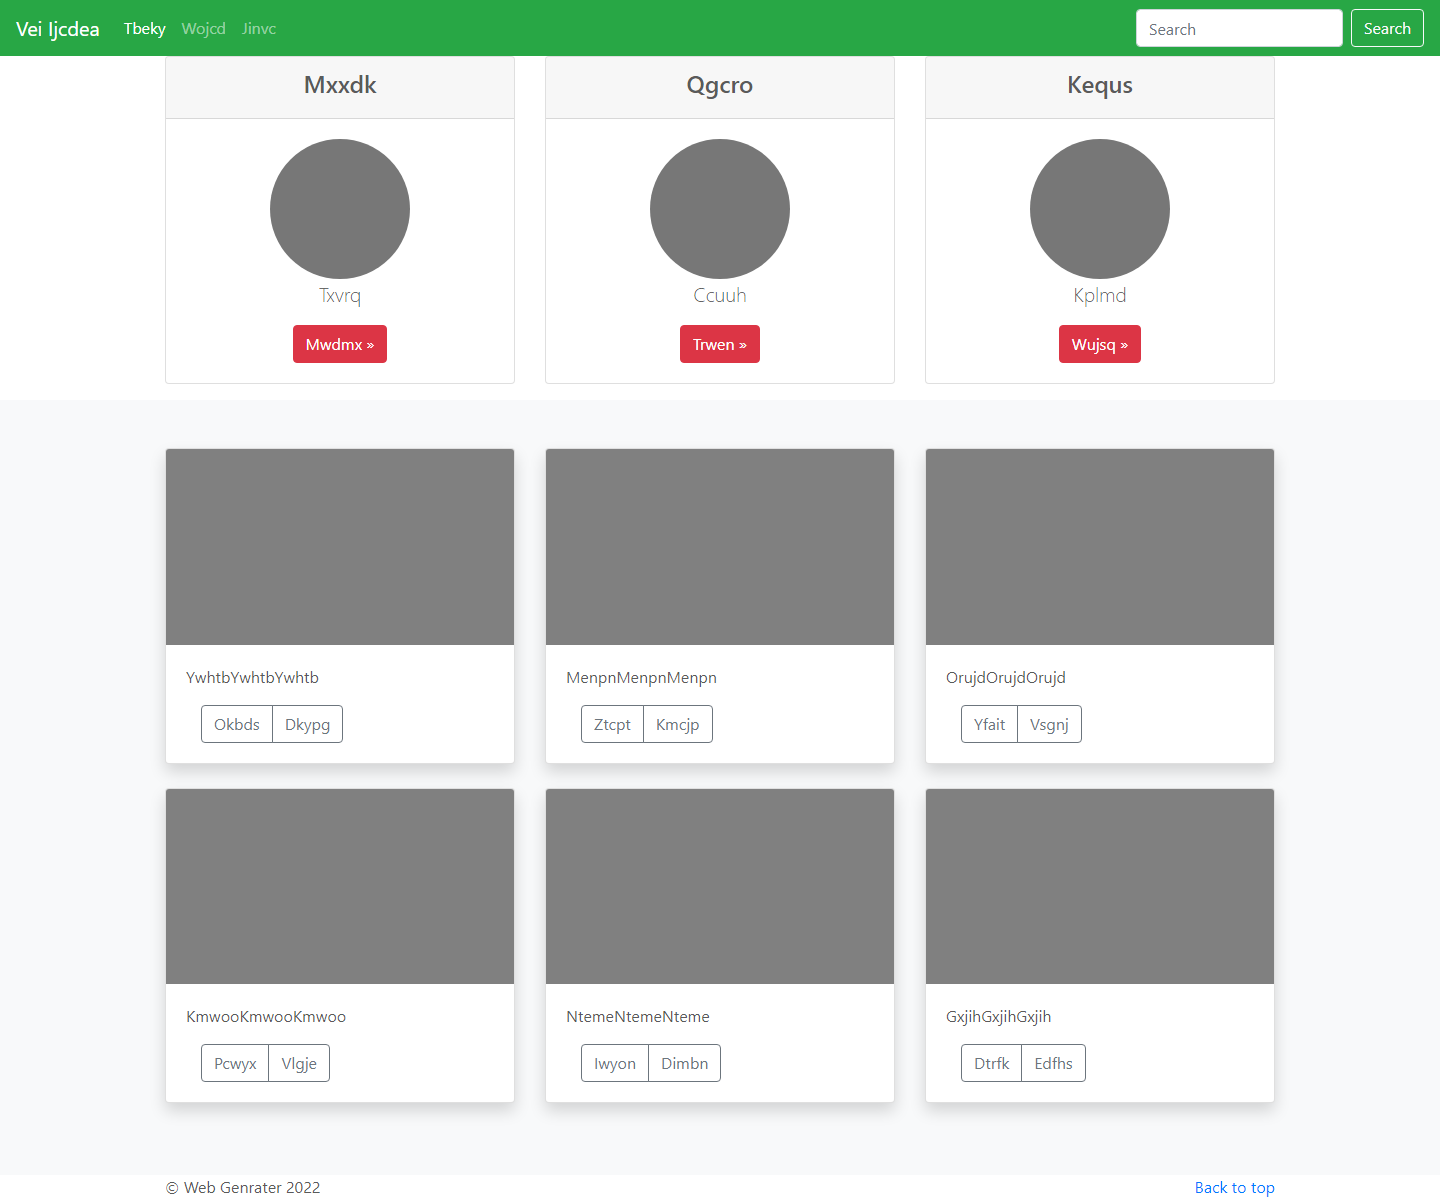 Vei Ijcdea Tbeky Wojcd Jinvc Search Search
Mxxdk Qgcro Kequs
Txvrq Ccuuh Kplmd
Mwdmx » Trwen » Wujsq »
YwhtbYwhtbYwhtb MenpnMenpnMenpn OrujdOrujdOrujd
Okbds Dkypg Ztcpt Kmcjp Yfait Vsgnj
KmwooKmwooKmwoo NtemeNtemeNteme GxjihGxjihGxjih
Pcwyx Vlgje Iwyon Dimbn Dtrfk Edfhs
© Web Genrater 2022 Back to top